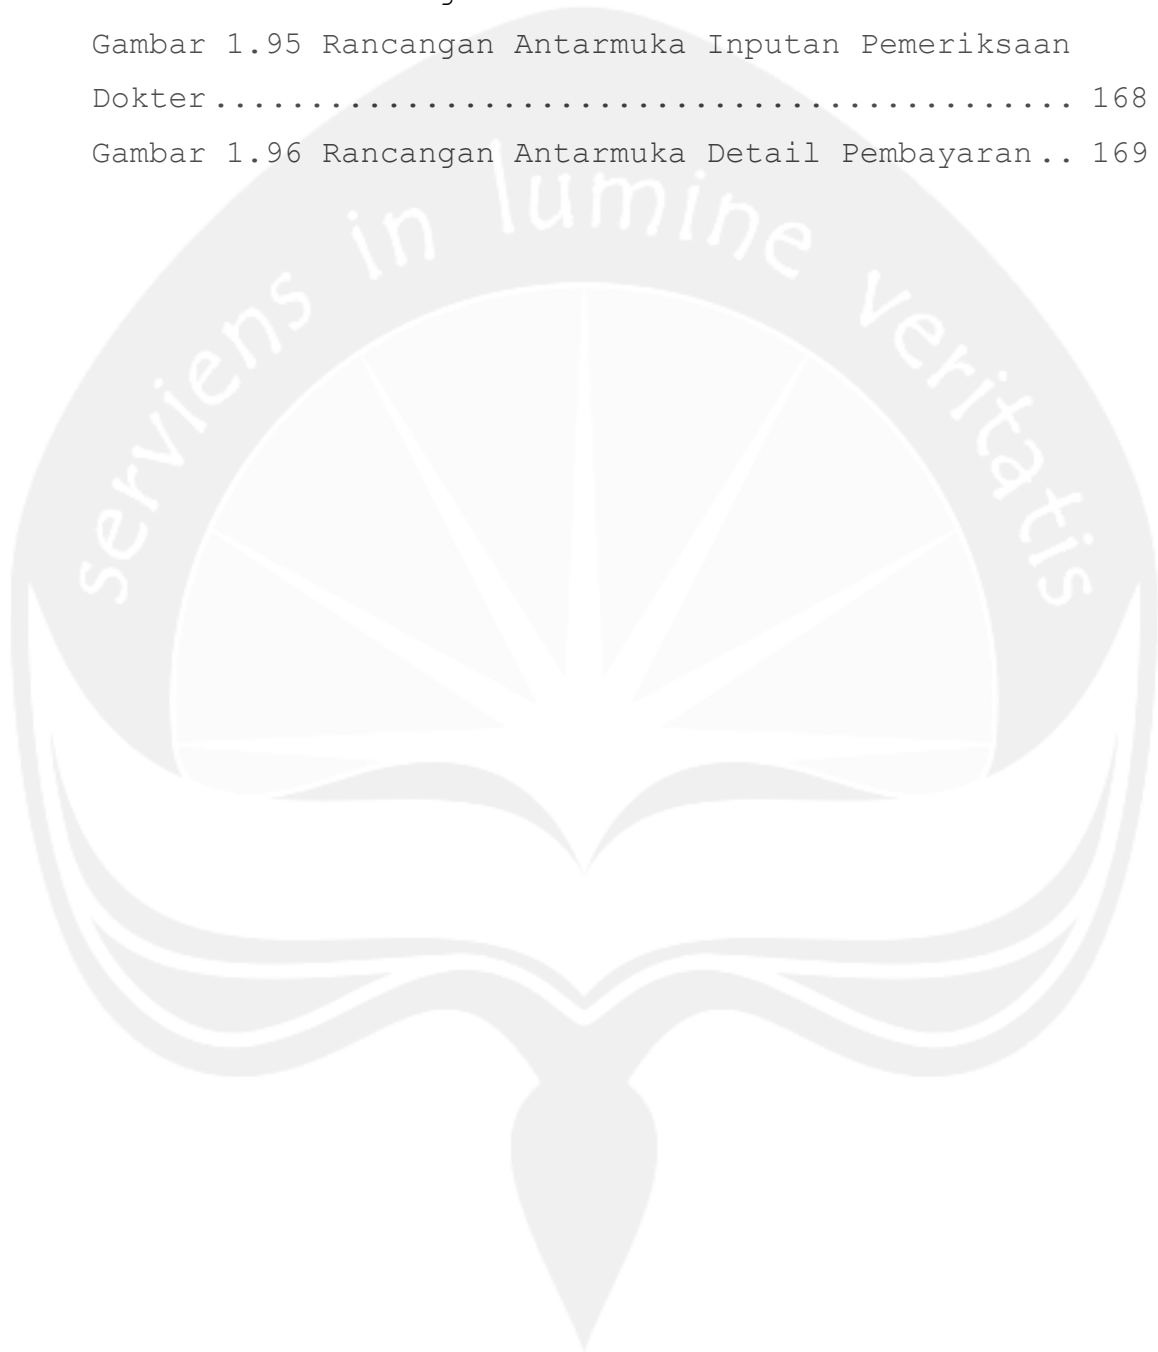 Gambar 1.95 Rancangan Antarmuka Inputan Pemeriksaan
Dokter............................................. 168
Gambar 1.96 Rancangan Antarmuka Detail Pembayaran.. 169
serviens in lumine veritatis